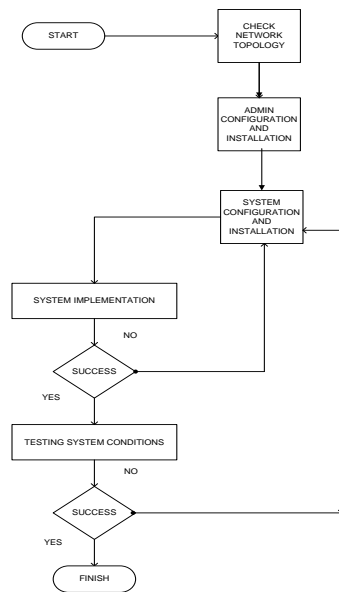 START
CHECK
NETWORK
TOPOLOGY
ADMIN
CONFIGURATION
AND
INSTALLATION
SYSTEM
CONFIGURATION
AND
INSTALLATION
SYSTEM IMPLEMENTATION
NO
SUCCESS
YES
TESTING SYSTEM CONDITIONS
NO
SUCCESS
YES
FINISH